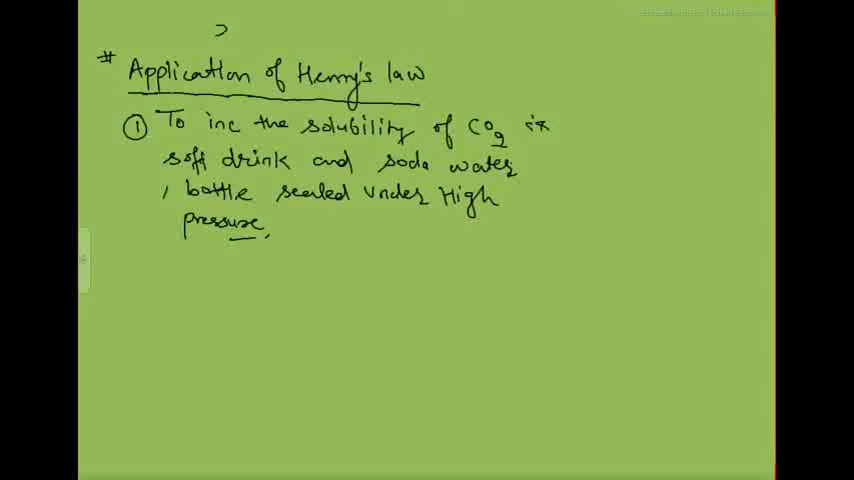 # Application of Henry's law
① To inc the solubility of CO2 in
soft drink and soda water
, bottle sealed under High
pressure.